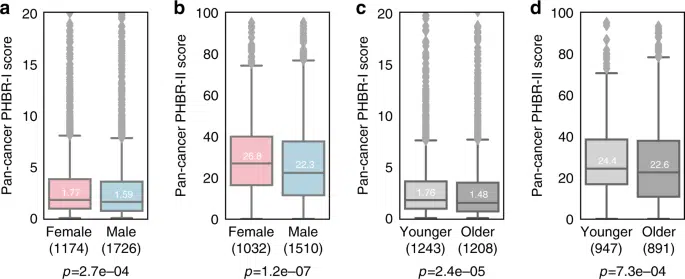 a
Pan-cancer PHBR-I score
20
15
10
5
0
1.77
1.59
Female
(1174)
Male
(1726)
p=2.7e–04
b
Pan-cancer PHBR-II score
100
80
60
40
20
0
26.9
22.3
Female
(1032)
Male
(1510)
p=1.2e–07
c
Pan-cancer PHBR-I score
20
15
10
5
0
1.78
1.48
Younger
(1243)
Older
(1208)
p=2.4e–05
d
Pan-cancer PHBR-II score
100
80
60
40
20
0
24.4
22.6
Younger
(947)
Older
(891)
p=7.3e–04